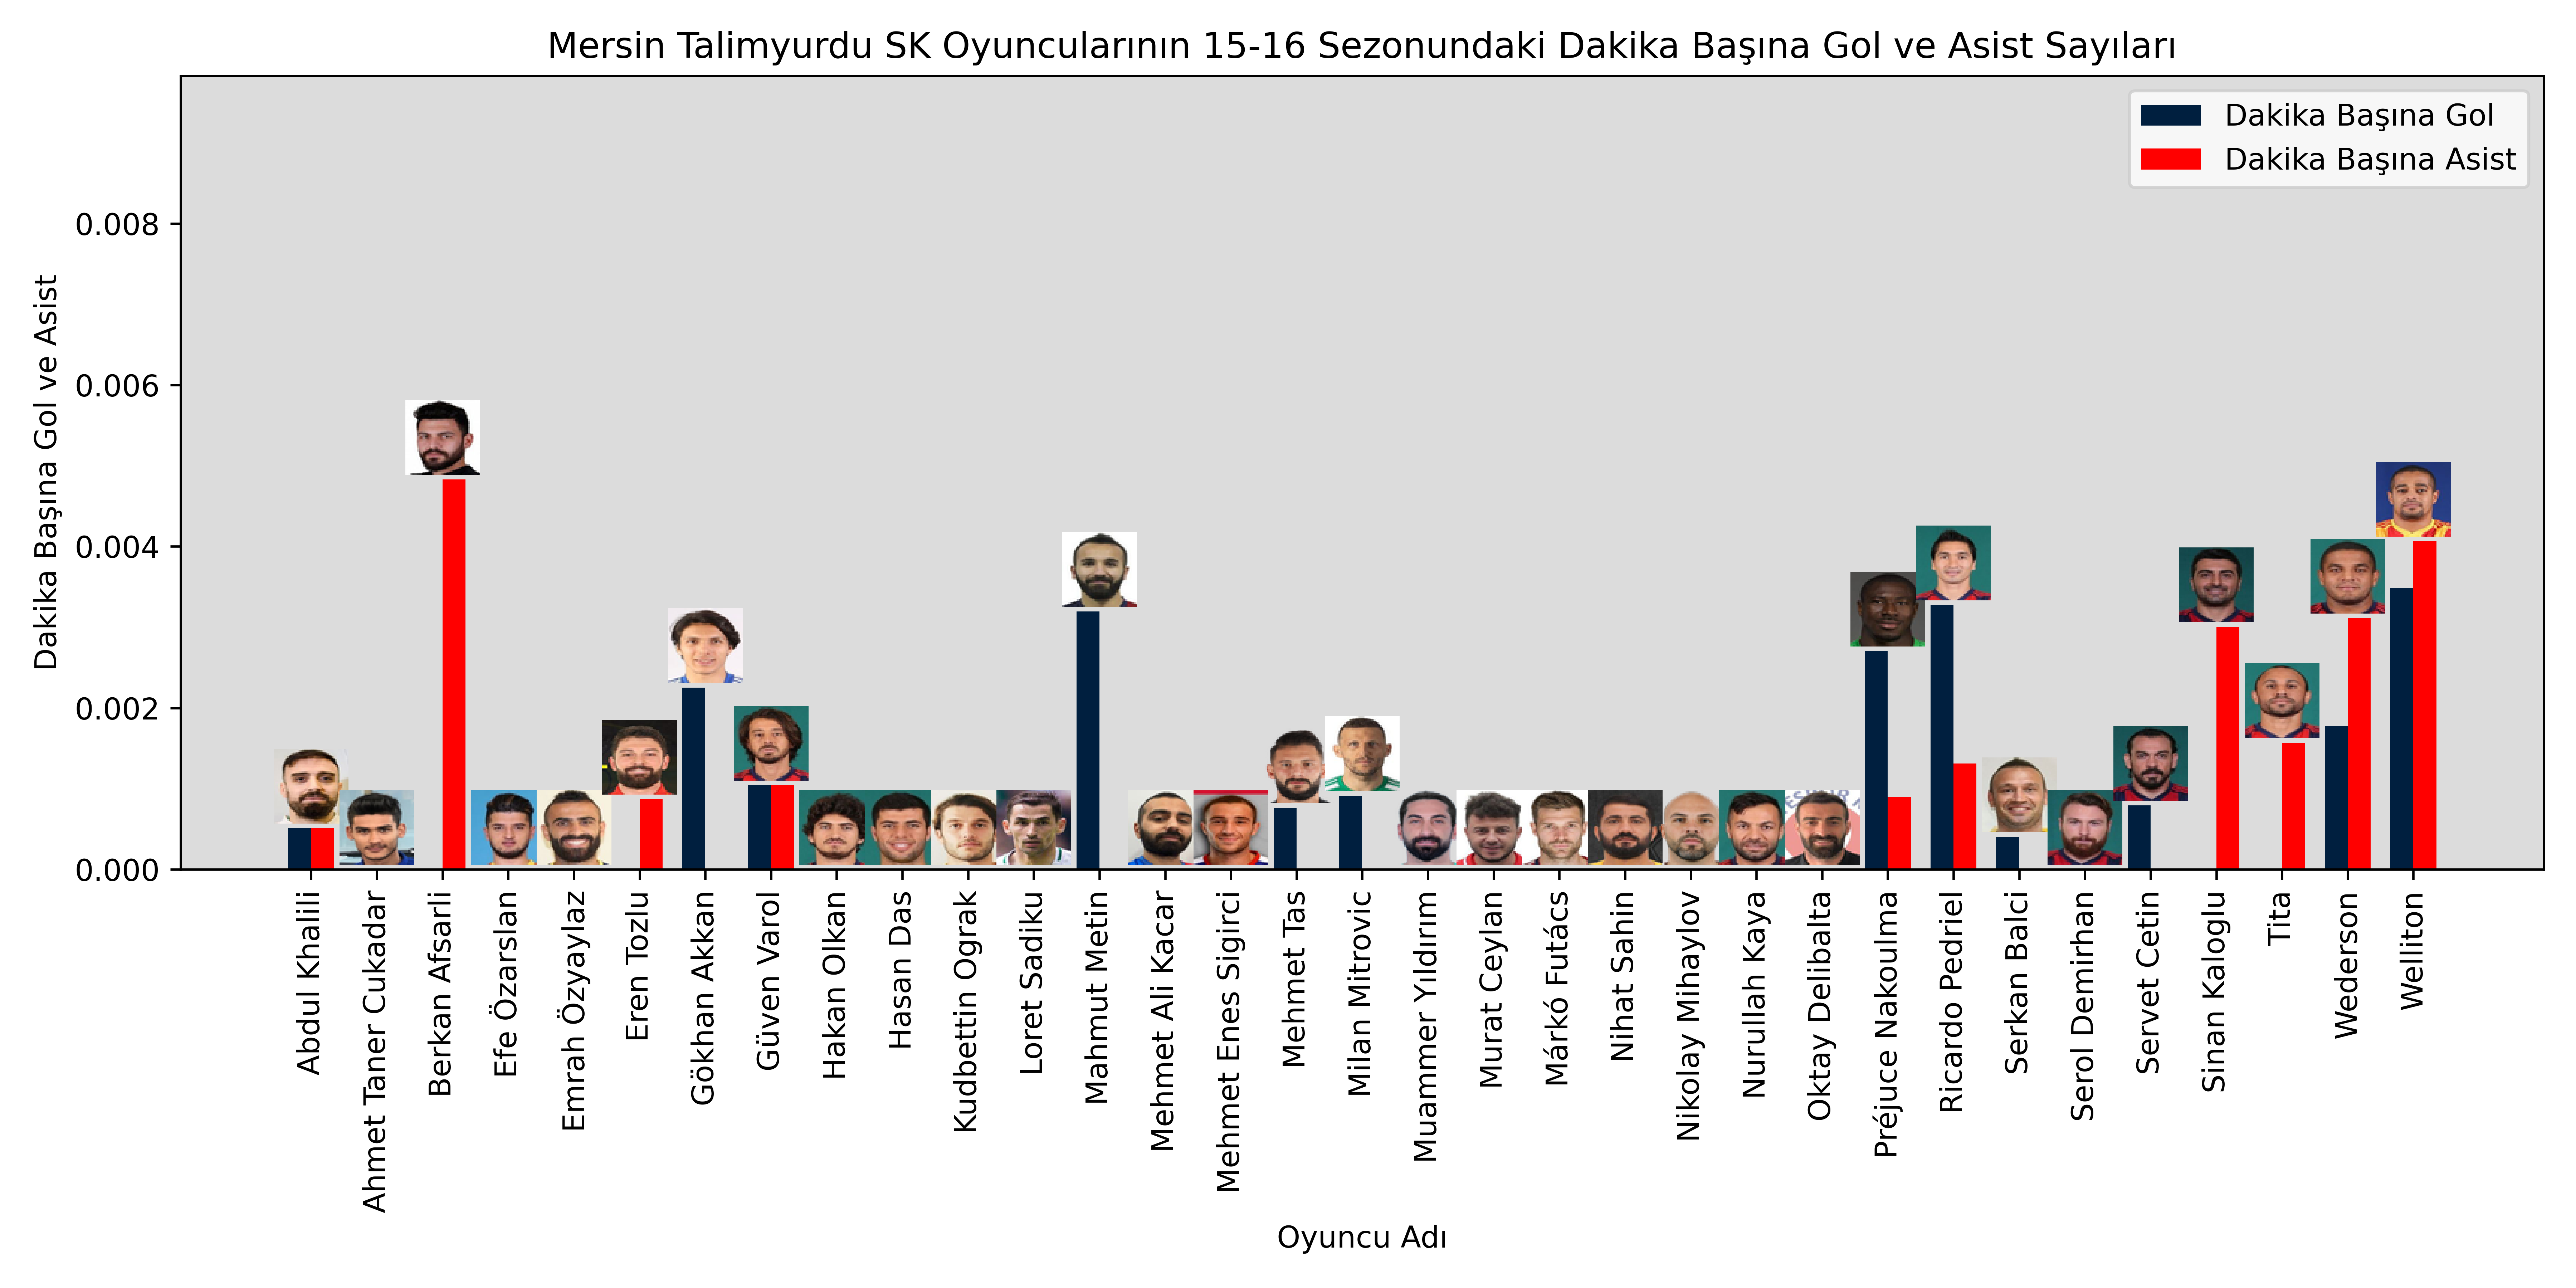 Mersin Talimyurdu SK Oyuncularının 15-16 Sezonundaki Dakika Başına Gol ve Asist Sayıları
Dakika Başına Gol
Dakika Başına Asist
Dakika Başına Gol ve Asist
0.008
0.006
0.004
0.002
0.000
Abdul Khalili
Ahmet Taner Cukadar
Berkan Afsarli
Efe Özarslan
Emrah Özyaylaz
Eren Tozlu
Gökhan Akkan
Güven Varol
Hakan Olkan
Hasan Das
Kudbettin Ograk
Loret Sadiku
Mahmut Metin
Mehmet Ali Kacar
Mehmet Enes Sigirci
Mehmet Tas
Milan Mitrovic
Muammer Yıldırım
Murat Ceylan
Márkó Futács
Nihat Sahin
Nikolay Mihaylov
Nurullah Kaya
Oktay Delibalta
Préjuce Nakoulma
Ricardo Pedriel
Serkan Balci
Serol Demirhan
Servet Cetin
Sinan Kaloglu
Tita
Wederson
Welliton
Oyuncu Adı